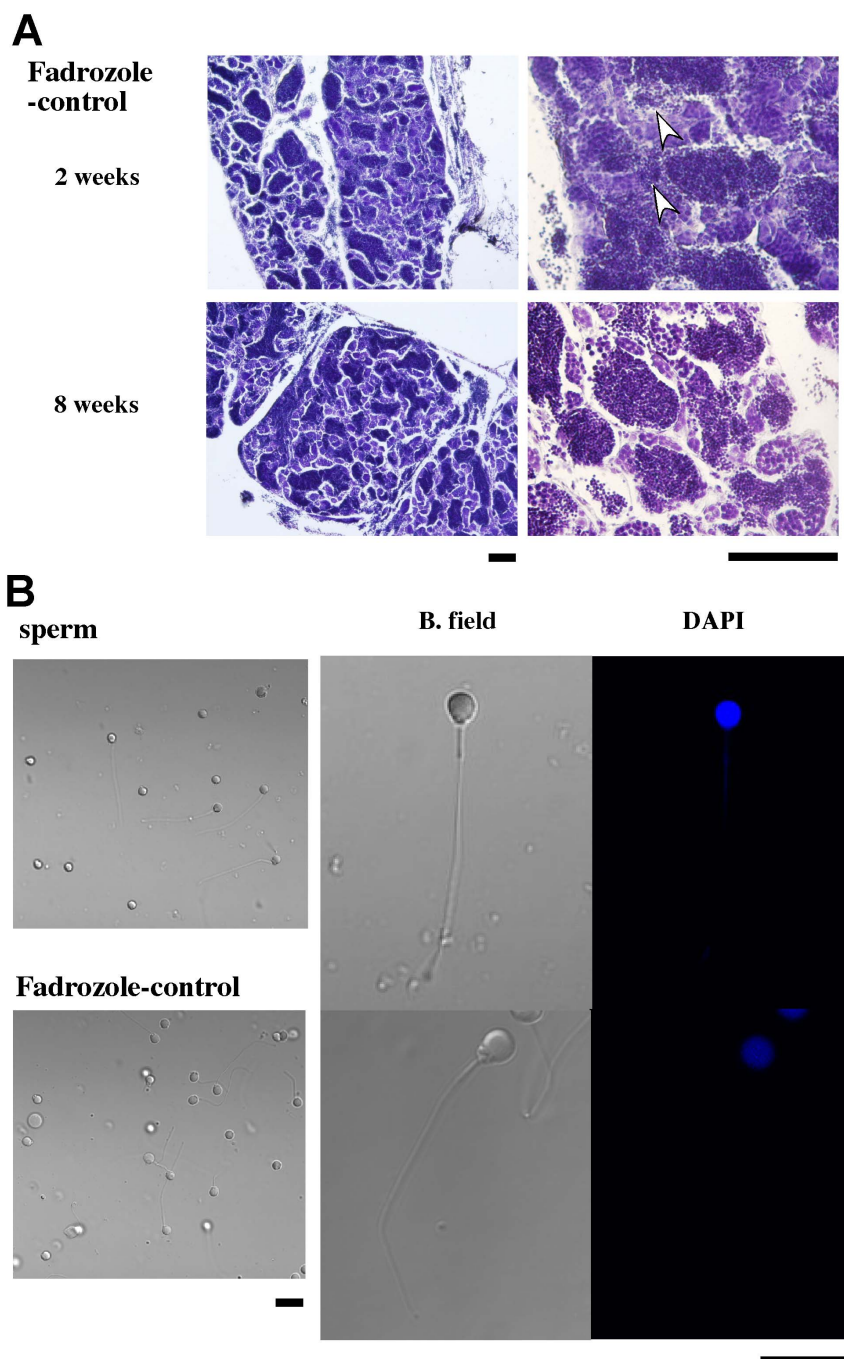 A
Fadrozole
-control
2 weeks
8 weeks
B
sperm
B. field
DAPI
Fadrozole-control